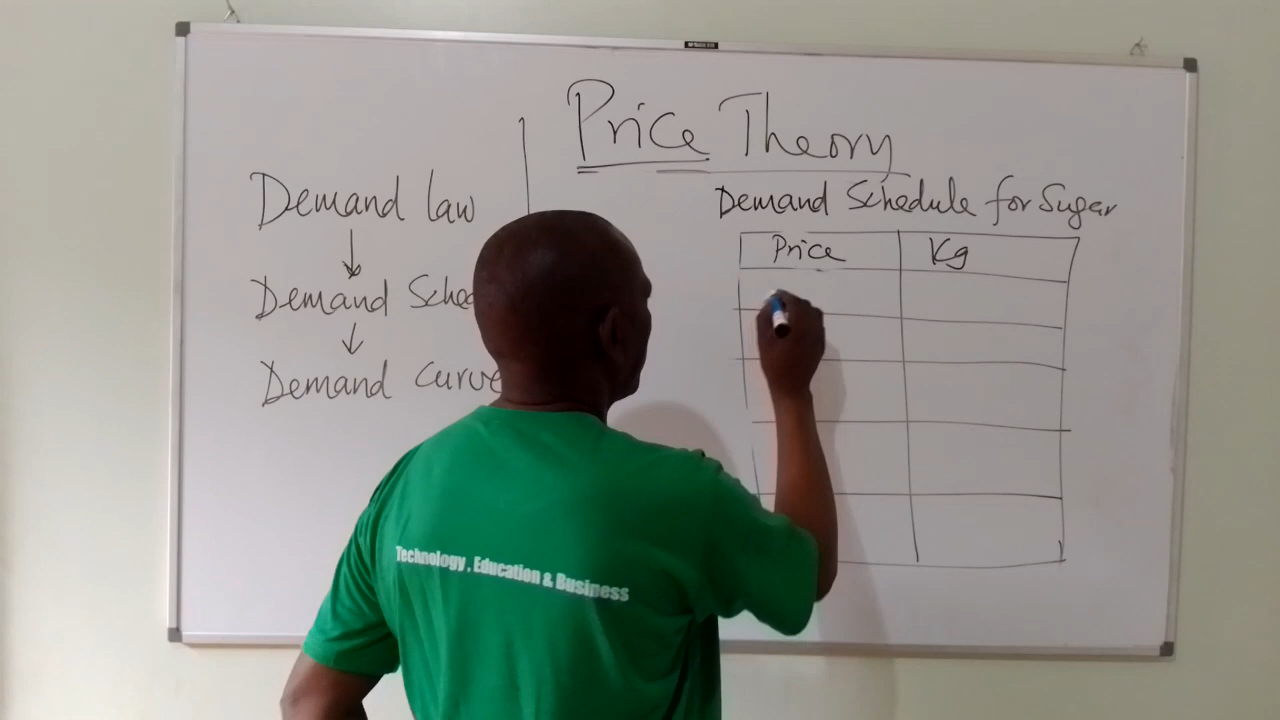 Price Theory
Demand law
Demand
Demand Curve
Demand Schedule for Sugar
Price Kg
Technology, Education & Business